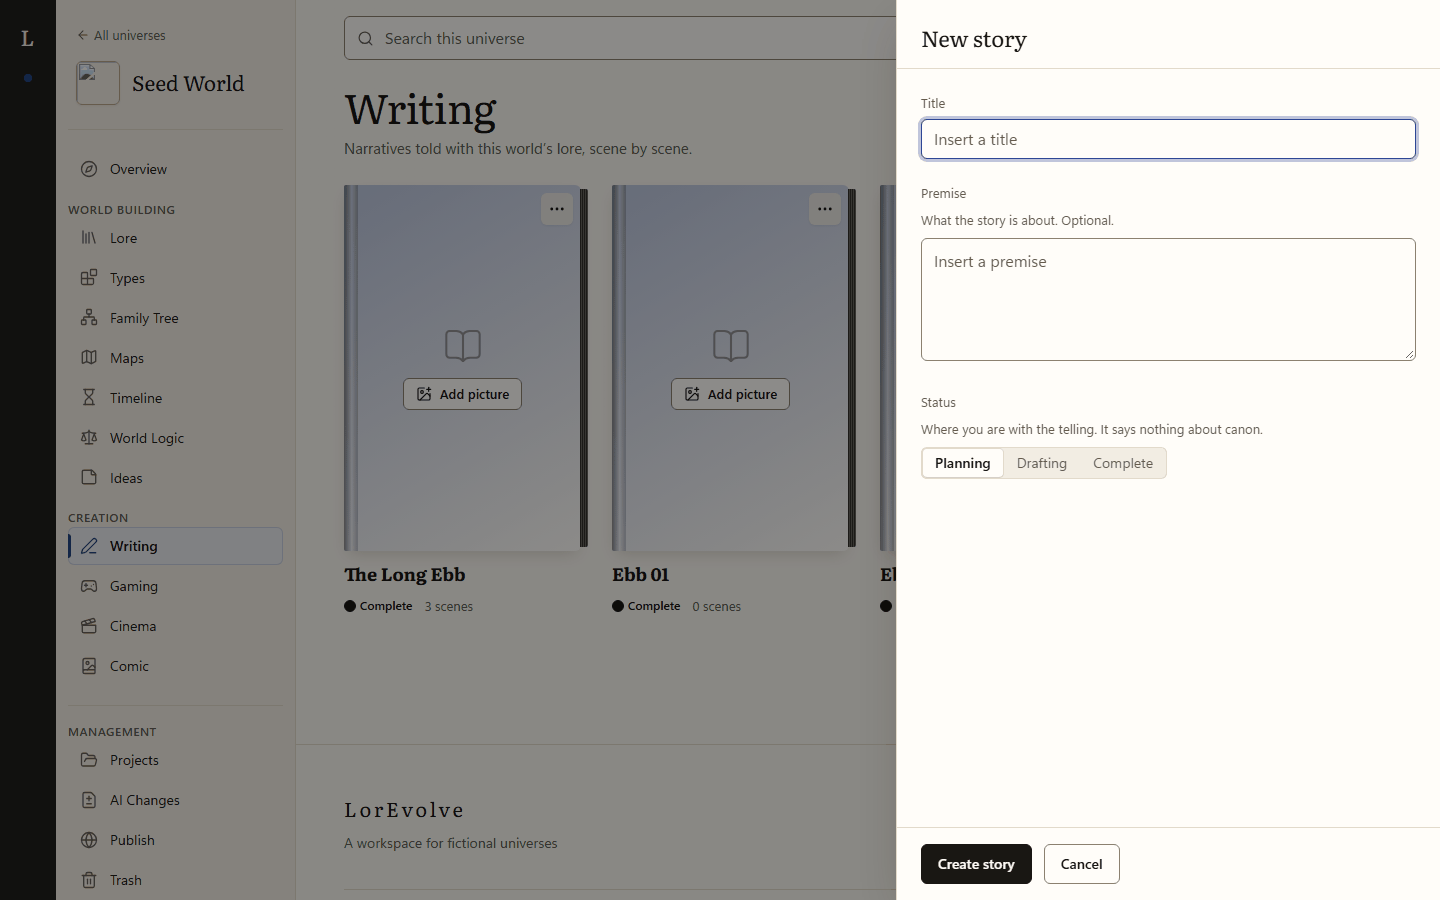 L
All universes
Seed World
Overview
WORLD BUILDING
Lore
Types
Family Tree
Maps
Timeline
World Logic
Ideas
CREATION
Writing
Gaming
Cinema
Comic
MANAGEMENT
Projects
AI Changes
Publish
Trash
Search this universe
Writing
Narratives told with this world's lore, scene by scene.
Add picture
Add picture
The Long Ebb
Ebb 01
Complete 3 scenes
Complete 0 scenes
LorEvolve
A workspace for fictional universes
New story
Title
Insert a title
Premise
What the story is about. Optional.
Insert a premise
Status
Where you are with the telling. It says nothing about canon.
Planning Drafting Complete
Create story Cancel